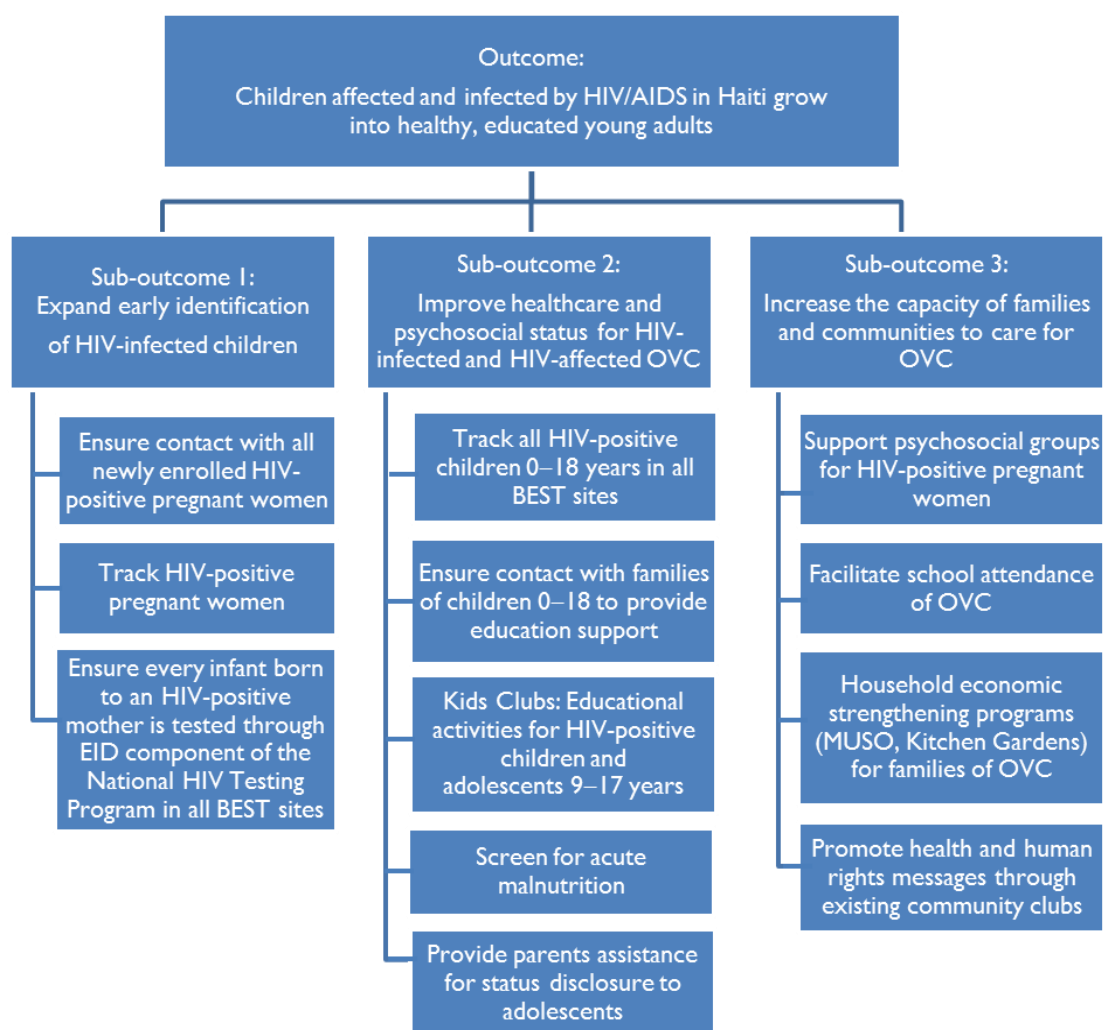 Outcome:
Children affected and infected by HIV/AIDS in Haiti grow
into healthy, educated young adults
Sub-outcome 1:
Expand early identification
of HIV-infected children
Ensure contact with all
newly enrolled HIV-
positive pregnant women
Track HIV-positive
pregnant women
Ensure every infant born
to an HIV-positive
mother is tested through
EID component of the
National HIV Testing
Program in all BEST sites
Sub-outcome 2:
Improve healthcare and
psychosocial status for HIV-
infected and HIV-affected OVC
Track all HIV-positive
children 0–18 years in all
BEST sites
Ensure contact with families
of children 0–18 to provide
education support
Kids Clubs: Educational
activities for HIV-positive
children and
adolescents 9–17 years
Screen for acute
malnutrition
Provide parents assistance
for status disclosure to
adolescents
Sub-outcome 3:
Increase the capacity of families
and communities to care for
OVC
Support psychosocial groups
for HIV-positive pregnant
women
Facilitate school attendance
of OVC
Household economic
strengthening programs
(MUSO, Kitchen Gardens)
for families of OVC
Promote health and human
rights messages through
existing community clubs